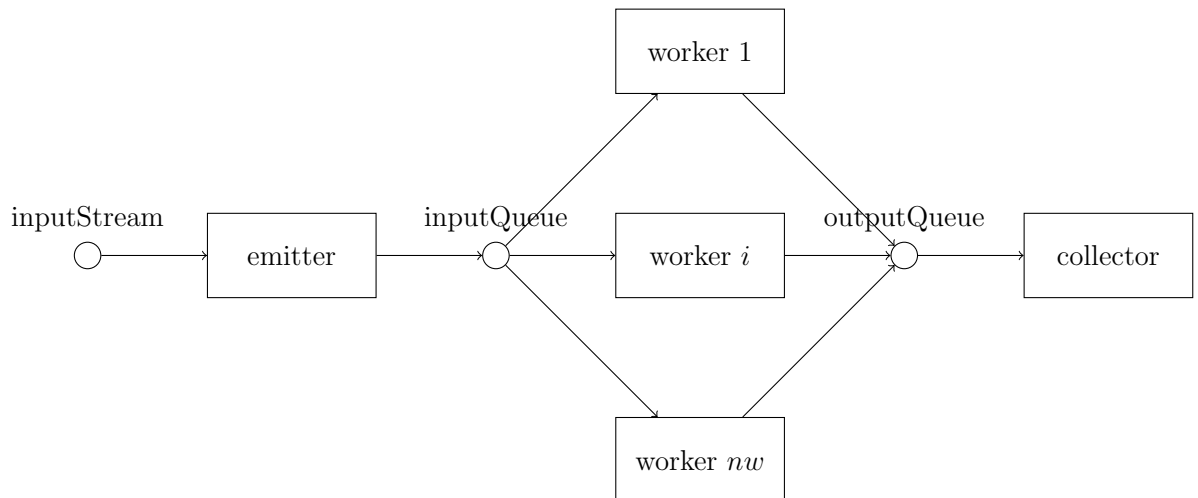 worker 1
inputStream
inputQueue
outputQueue
emitter
worker i
collector
worker nw